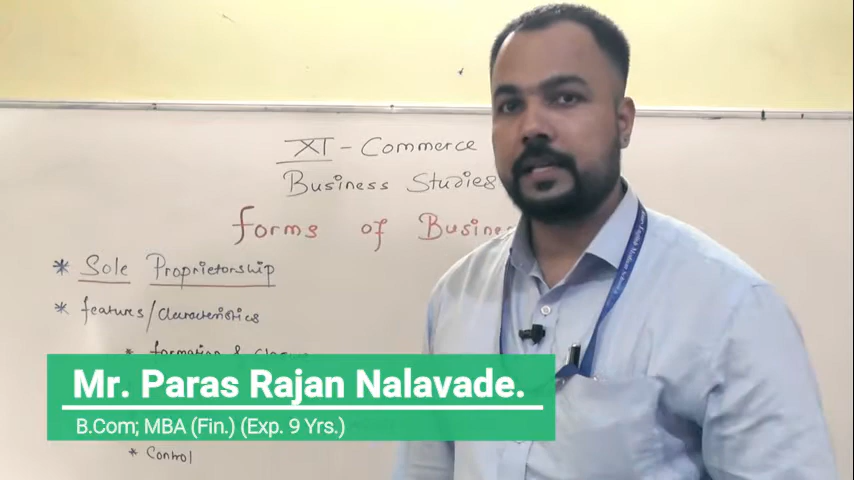 XI - Commerce
Business Studies
forms of Busines
* Sole Proprietorship
* features/characteristics
* formation &
Mr. Paras Rajan Nalavade.
B.Com; MBA (Fin.) (Exp. 9 Yrs.)
* Control